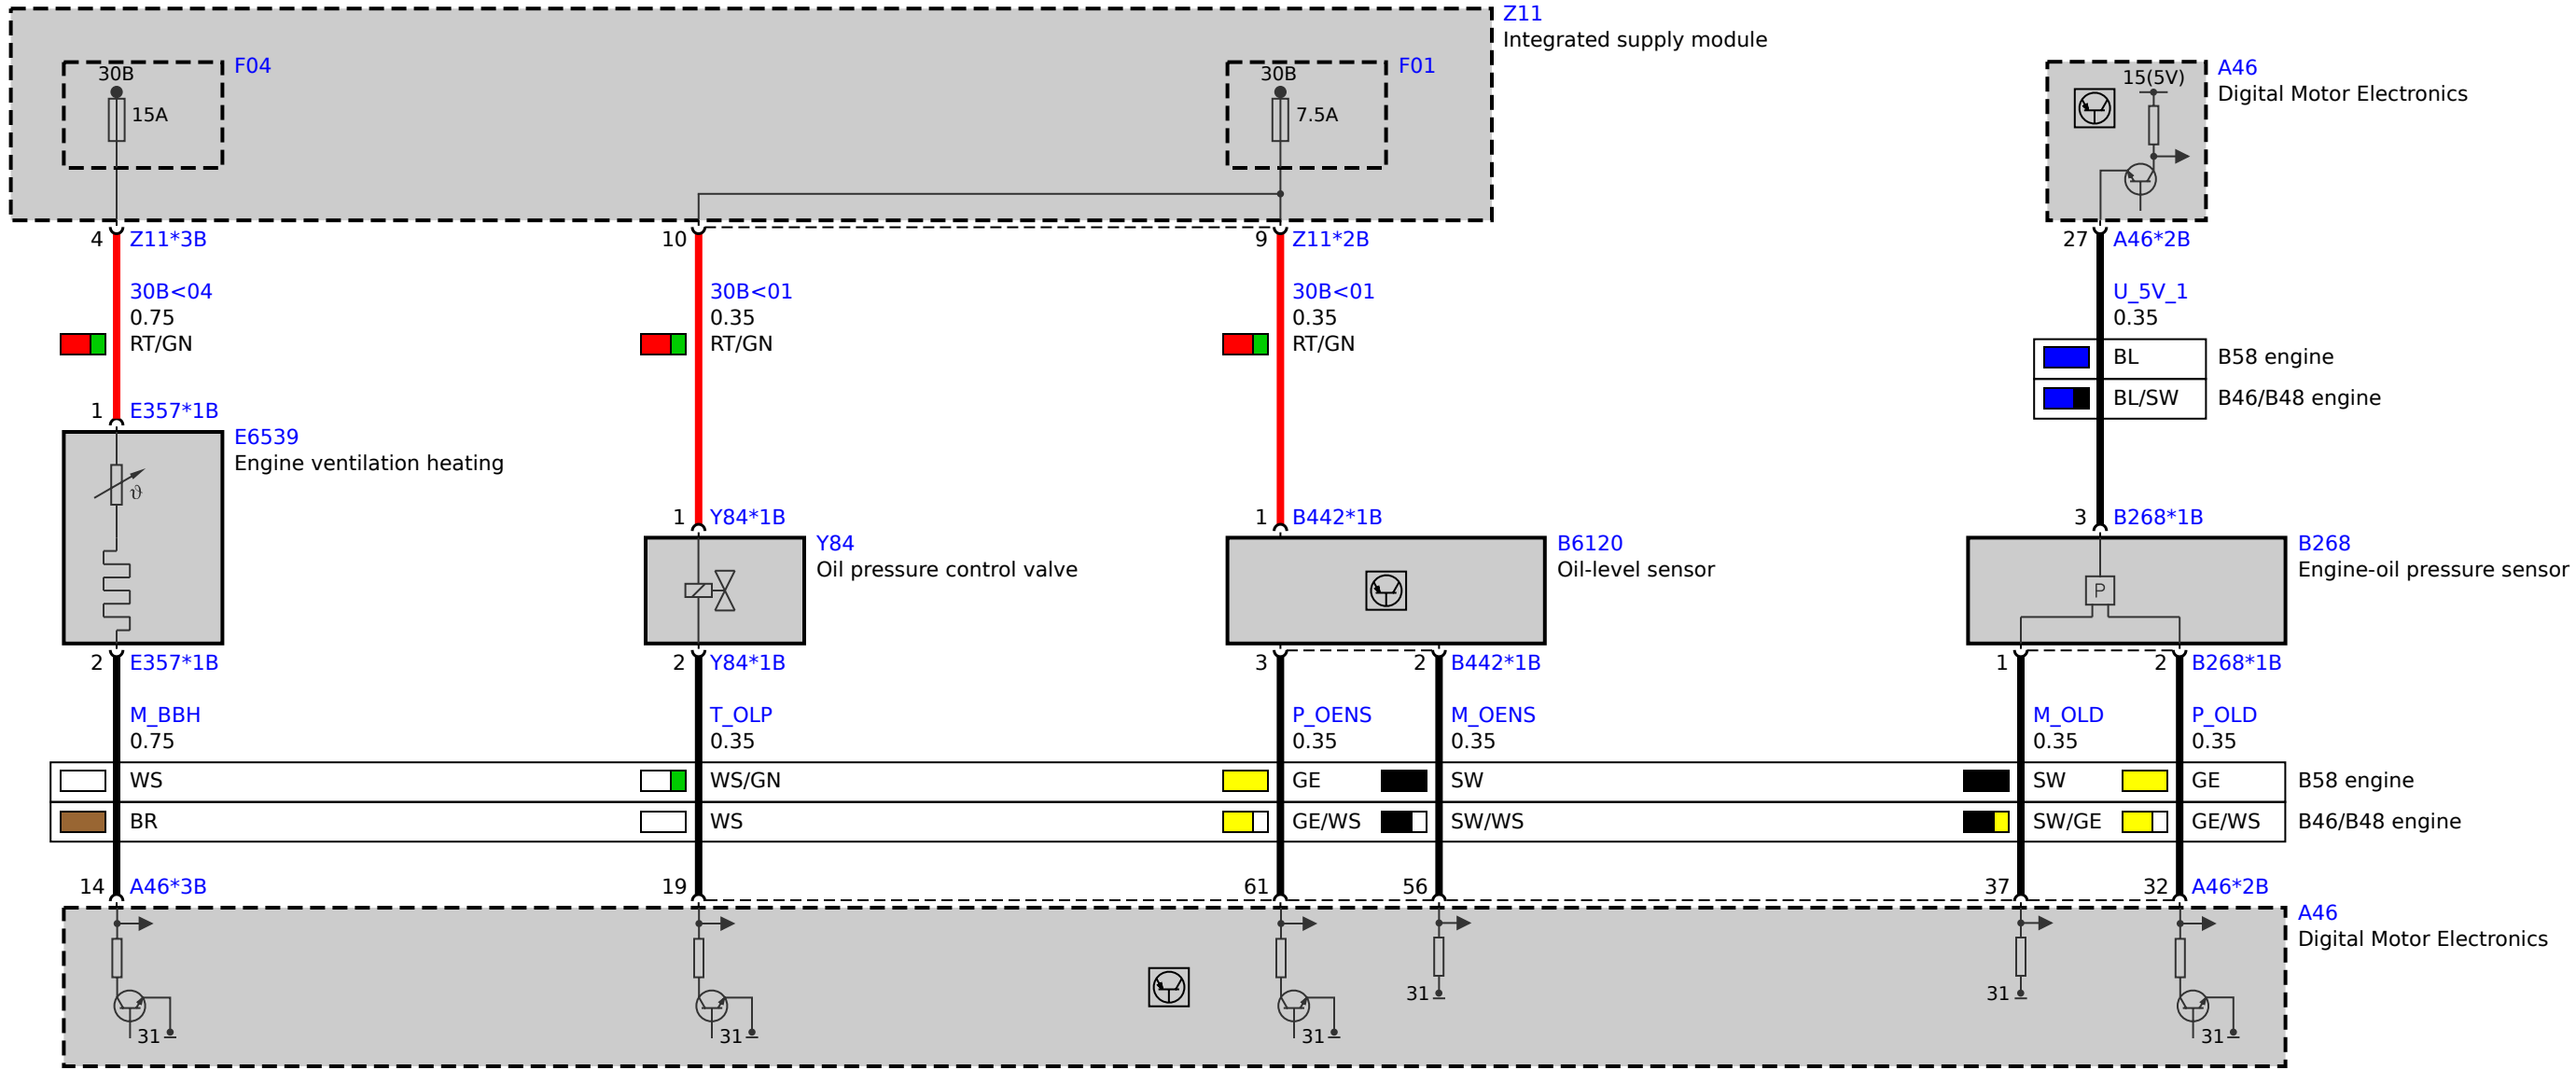 Z11
Integrated supply module
30B
F04
15A
30B
F01
7.5A
15(5V)
A46
Digital Motor Electronics
4 Z11*3B
10
9 Z11*2B
27 A46*2B
30B<04
0.75
RT/GN
30B<01
0.35
RT/GN
30B<01
0.35
RT/GN
U_5V_1
0.35
BL B58 engine
BL/SW B46/B48 engine
1 E357*1B
E6539
Engine ventilation heating
ϑ
1 Y84*1B
Y84
Oil pressure control valve
1 B442*1B
B6120
Oil-level sensor
3 B268*1B
B268
Engine-oil pressure sensor
P
2 E357*1B
2 Y84*1B
3
2 B442*1B
1
2 B268*1B
M_BBH
0.75
T_OLP
0.35
P_OENS
0.35
M_OENS
0.35
M_OLD
0.35
P_OLD
0.35
WS WS/GN GE SW SW GE B58 engine
BR WS GE/WS SW/WS SW/GE GE/WS B46/B48 engine
14 A46*3B
19
61
56
37
32 A46*2B
A46
Digital Motor Electronics
31
31
31
31
31
31